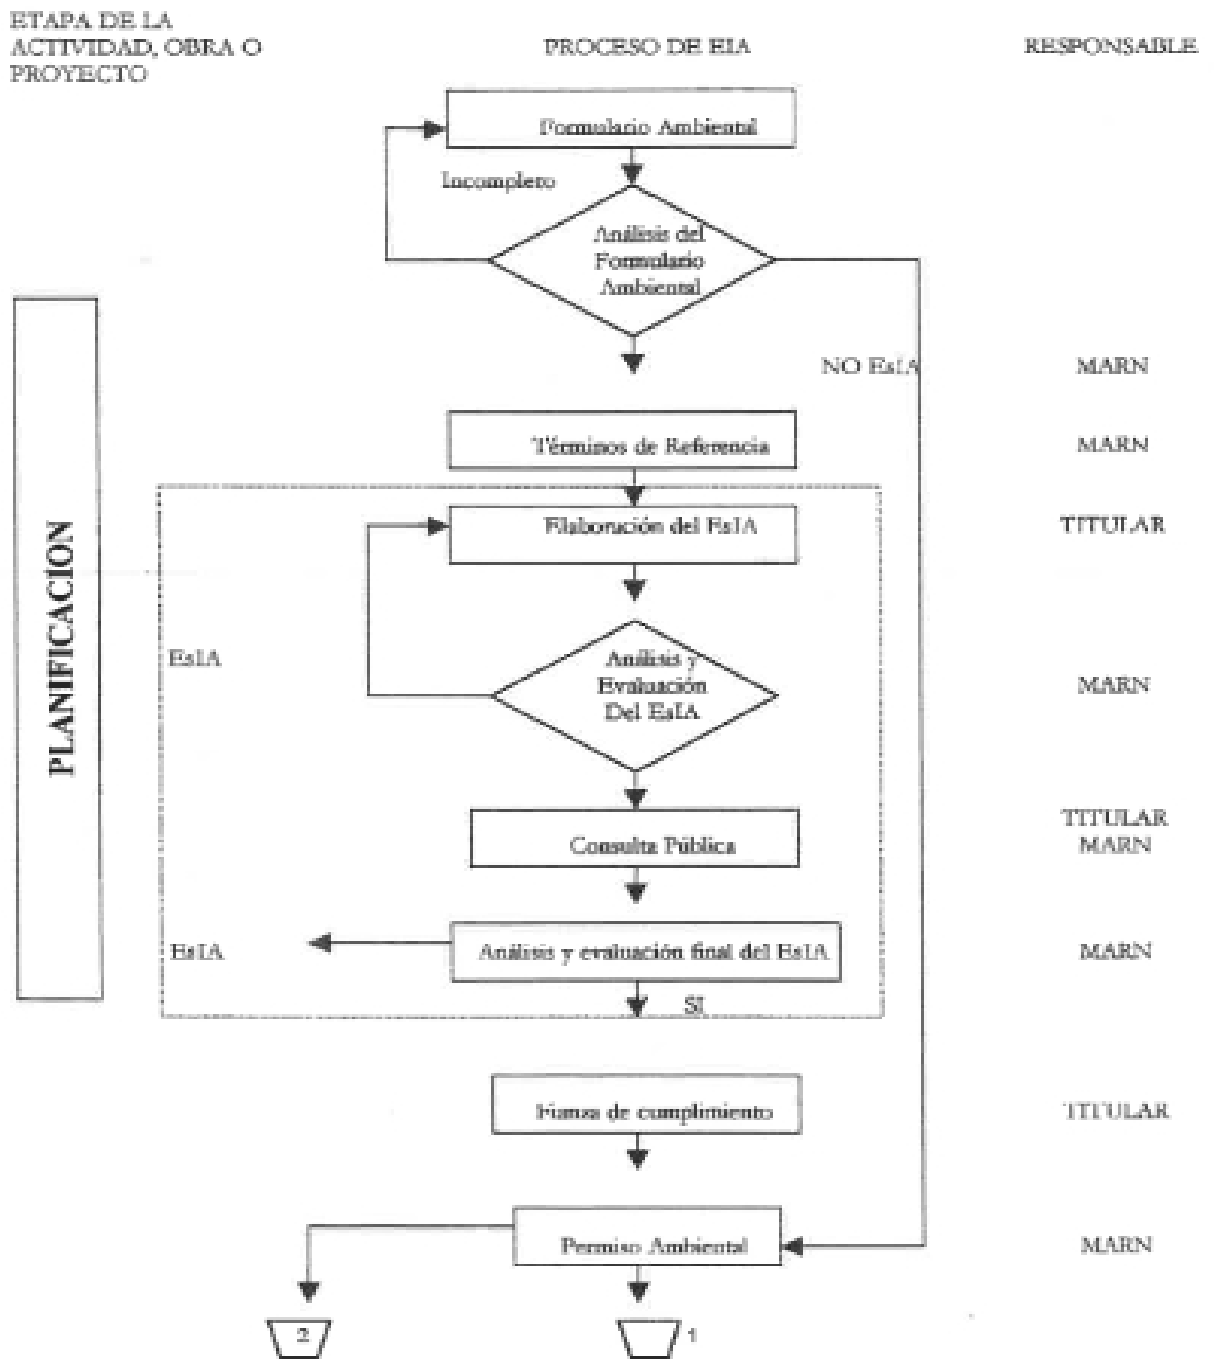 ETAPA DE LA
ACTIVIDAD, OBRA O
PROYECTO
PROCESO DE EIA
RESPONSABLE
Formulario Ambiental
Incompleto
Análisis del
Formulario
Ambiental
NO EsIA
MARN
Términos de Referencia
MARN
Elaboración del EsIA
TITULAR
PLANIFICACION
EsIA
Análisis y
Evaluación
Del EsIA
MARN
Consulta Pública
TITULAR
MARN
EsIA
Análisis y evaluación final del EsIA
MARN
SI
Fianza de cumplimiento
TITULAR
Permiso Ambiental
MARN
2
1